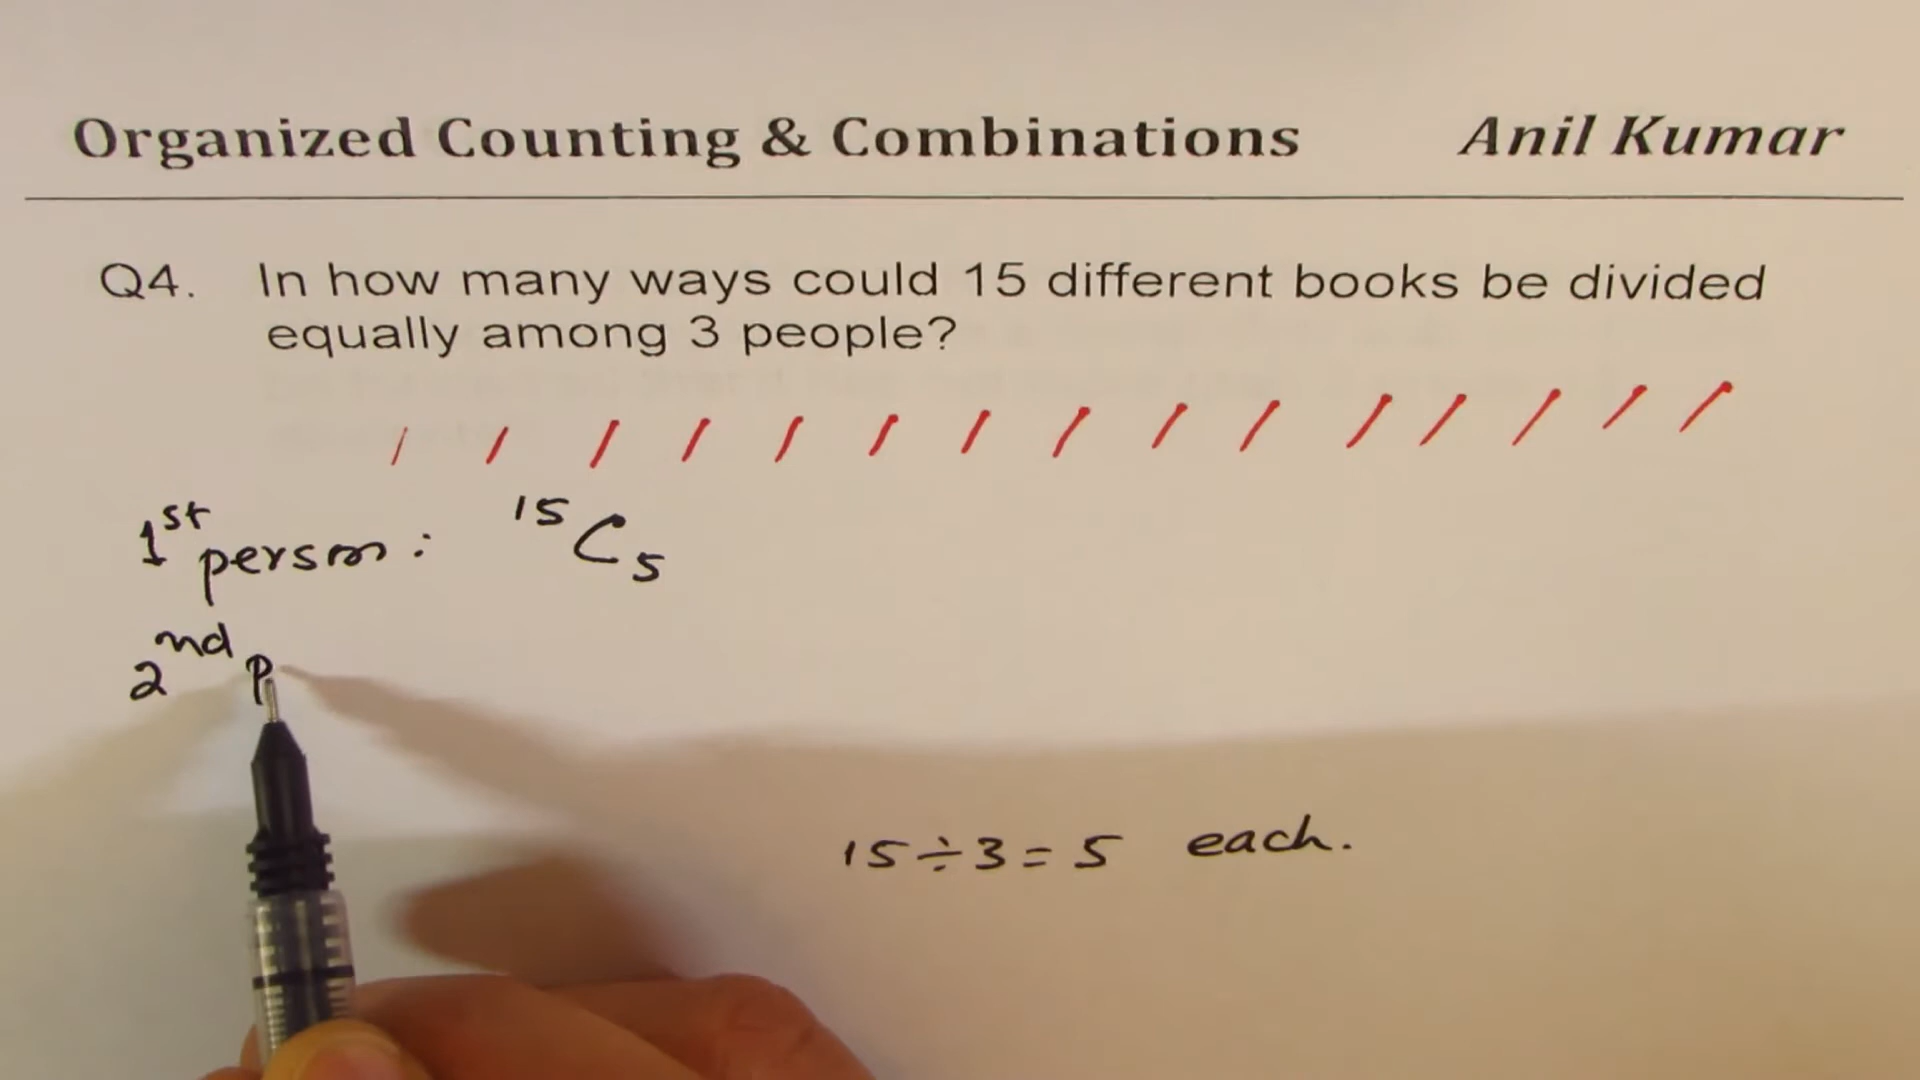 Organized Counting & Combinations Anil Kumar
Q4. In how many ways could 15 different books be divided
equally among 3 people?
1st person : 15C5
2nd p
15÷3=5 each.